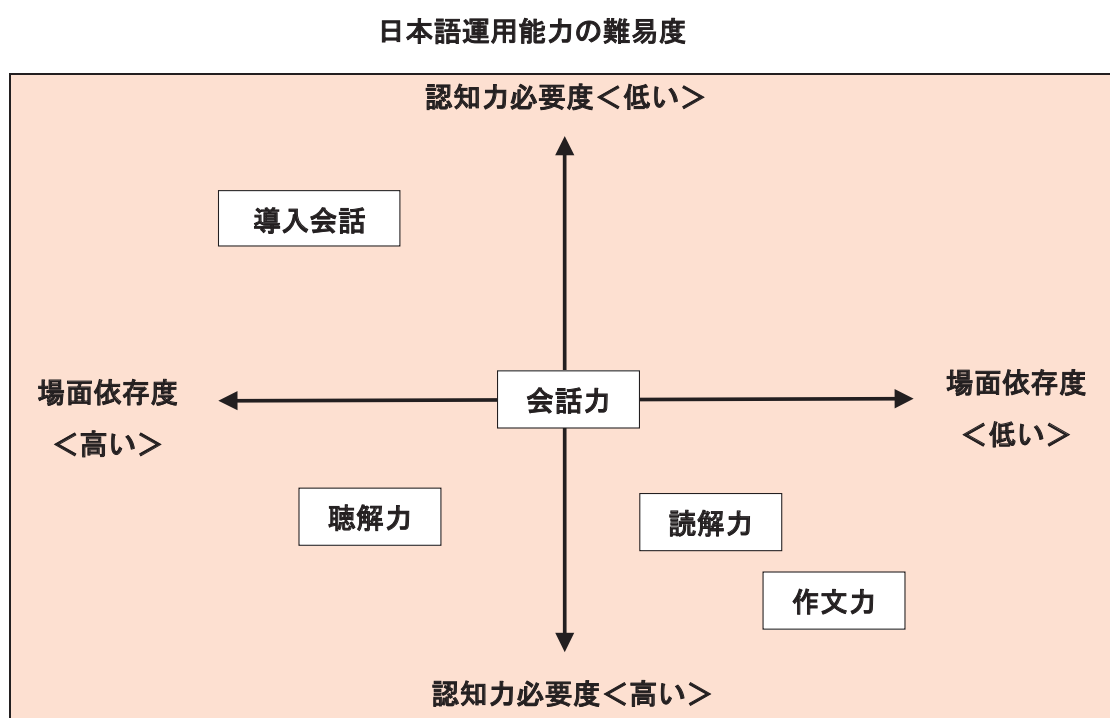 日本語運用能力の難易度
認知力必要度＜低い＞
導入会話
場面依存度
＜高い＞
会話力
場面依存度
＜低い＞
聴解力
読解力
作文力
認知力必要度＜高い＞